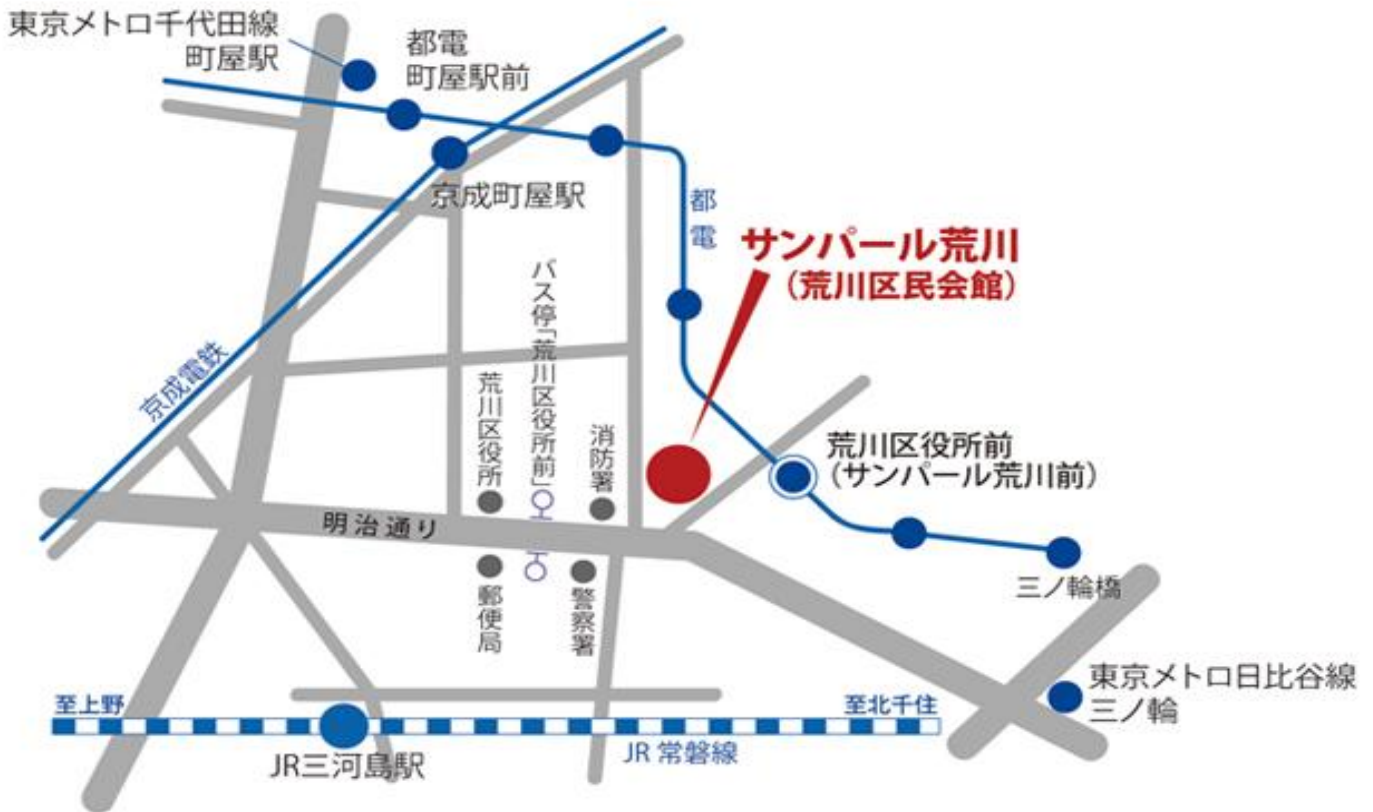 東京メトロ千代田線
町屋駅
都電
町屋駅前
京成町屋駅
都電
サンパール荒川
（荒川区民会館）
バス停「荒川区役所前」
京成電鉄
荒川区役所
消防署
荒川区役所前
（サンパール荒川前）
明治通り
郵便局
警察署
三ノ輪橋
東京メトロ日比谷線
三ノ輪
至上野
至北千住
JR三河島駅
JR 常磐線